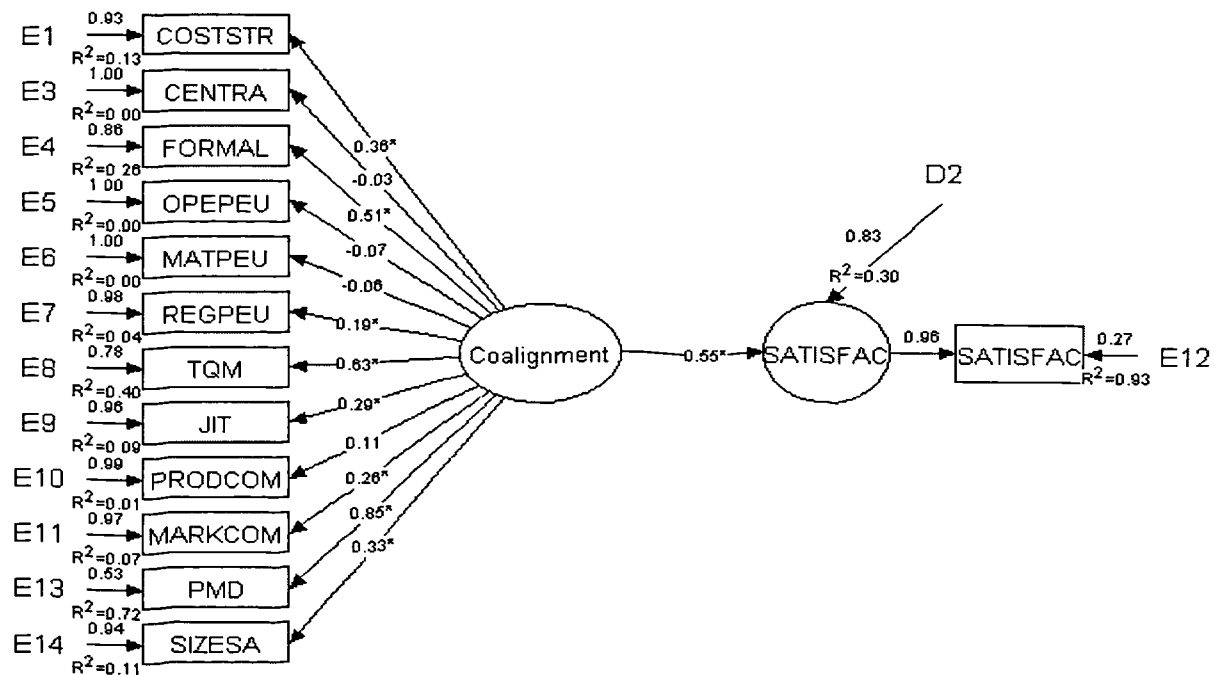 E1 0.93 COSTSTR
R²=0.13
E3 1.00 CENTRA
R²=0.00
E4 0.86 FORMAL
R²=0.26
E5 1.00 OPEPEU
R²=0.00
E6 1.00 MATPEU
R²=0.00
E7 0.98 REGPEU
R²=0.04
E8 0.78 TQM
R²=0.40
E9 0.96 JIT
R²=0.09
E10 0.99 PRODCOM
R²=0.01
E11 0.97 MARKCOM
R²=0.07
E13 0.53 PMD
R²=0.72
E14 0.94 SIZESA
R²=0.11
0.36*
-0.03
0.51*
-0.07
-0.06
0.19*
0.63*
0.29*
0.11
0.26*
0.85*
0.33*
Coalignment
0.55*
D2
0.83
R²=0.30
SATISFAC
0.96
SATISFAC
0.27
E12
R²=0.93